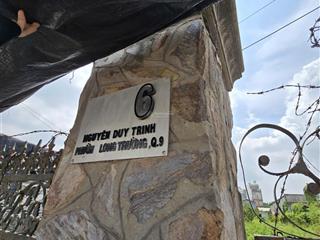 6
NGUYỄN DUY TRINH
PHƯỜNG LONG TRƯỜNG, Q.9